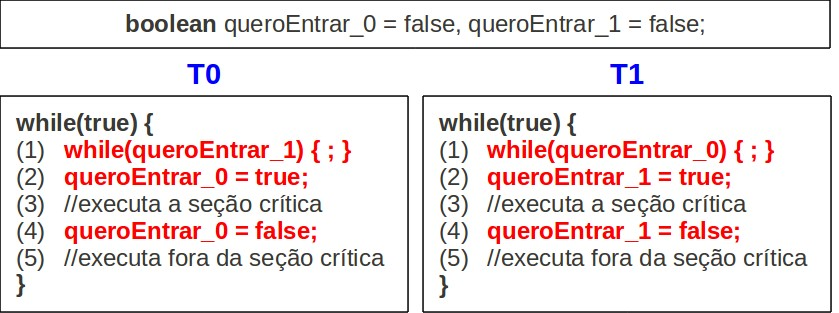 boolean queroEntrar_0 = false, queroEntrar_1 = false;
T0
while(true) {
(1) while(queroEntrar_1) { ; }
(2) queroEntrar_0 = true;
(3) //executa a seção crítica
(4) queroEntrar_0 = false;
(5) //executa fora da seção crítica
}
T1
while(true) {
(1) while(queroEntrar_0) { ; }
(2) queroEntrar_1 = true;
(3) //executa a seção crítica
(4) queroEntrar_1 = false;
(5) //executa fora da seção crítica
}